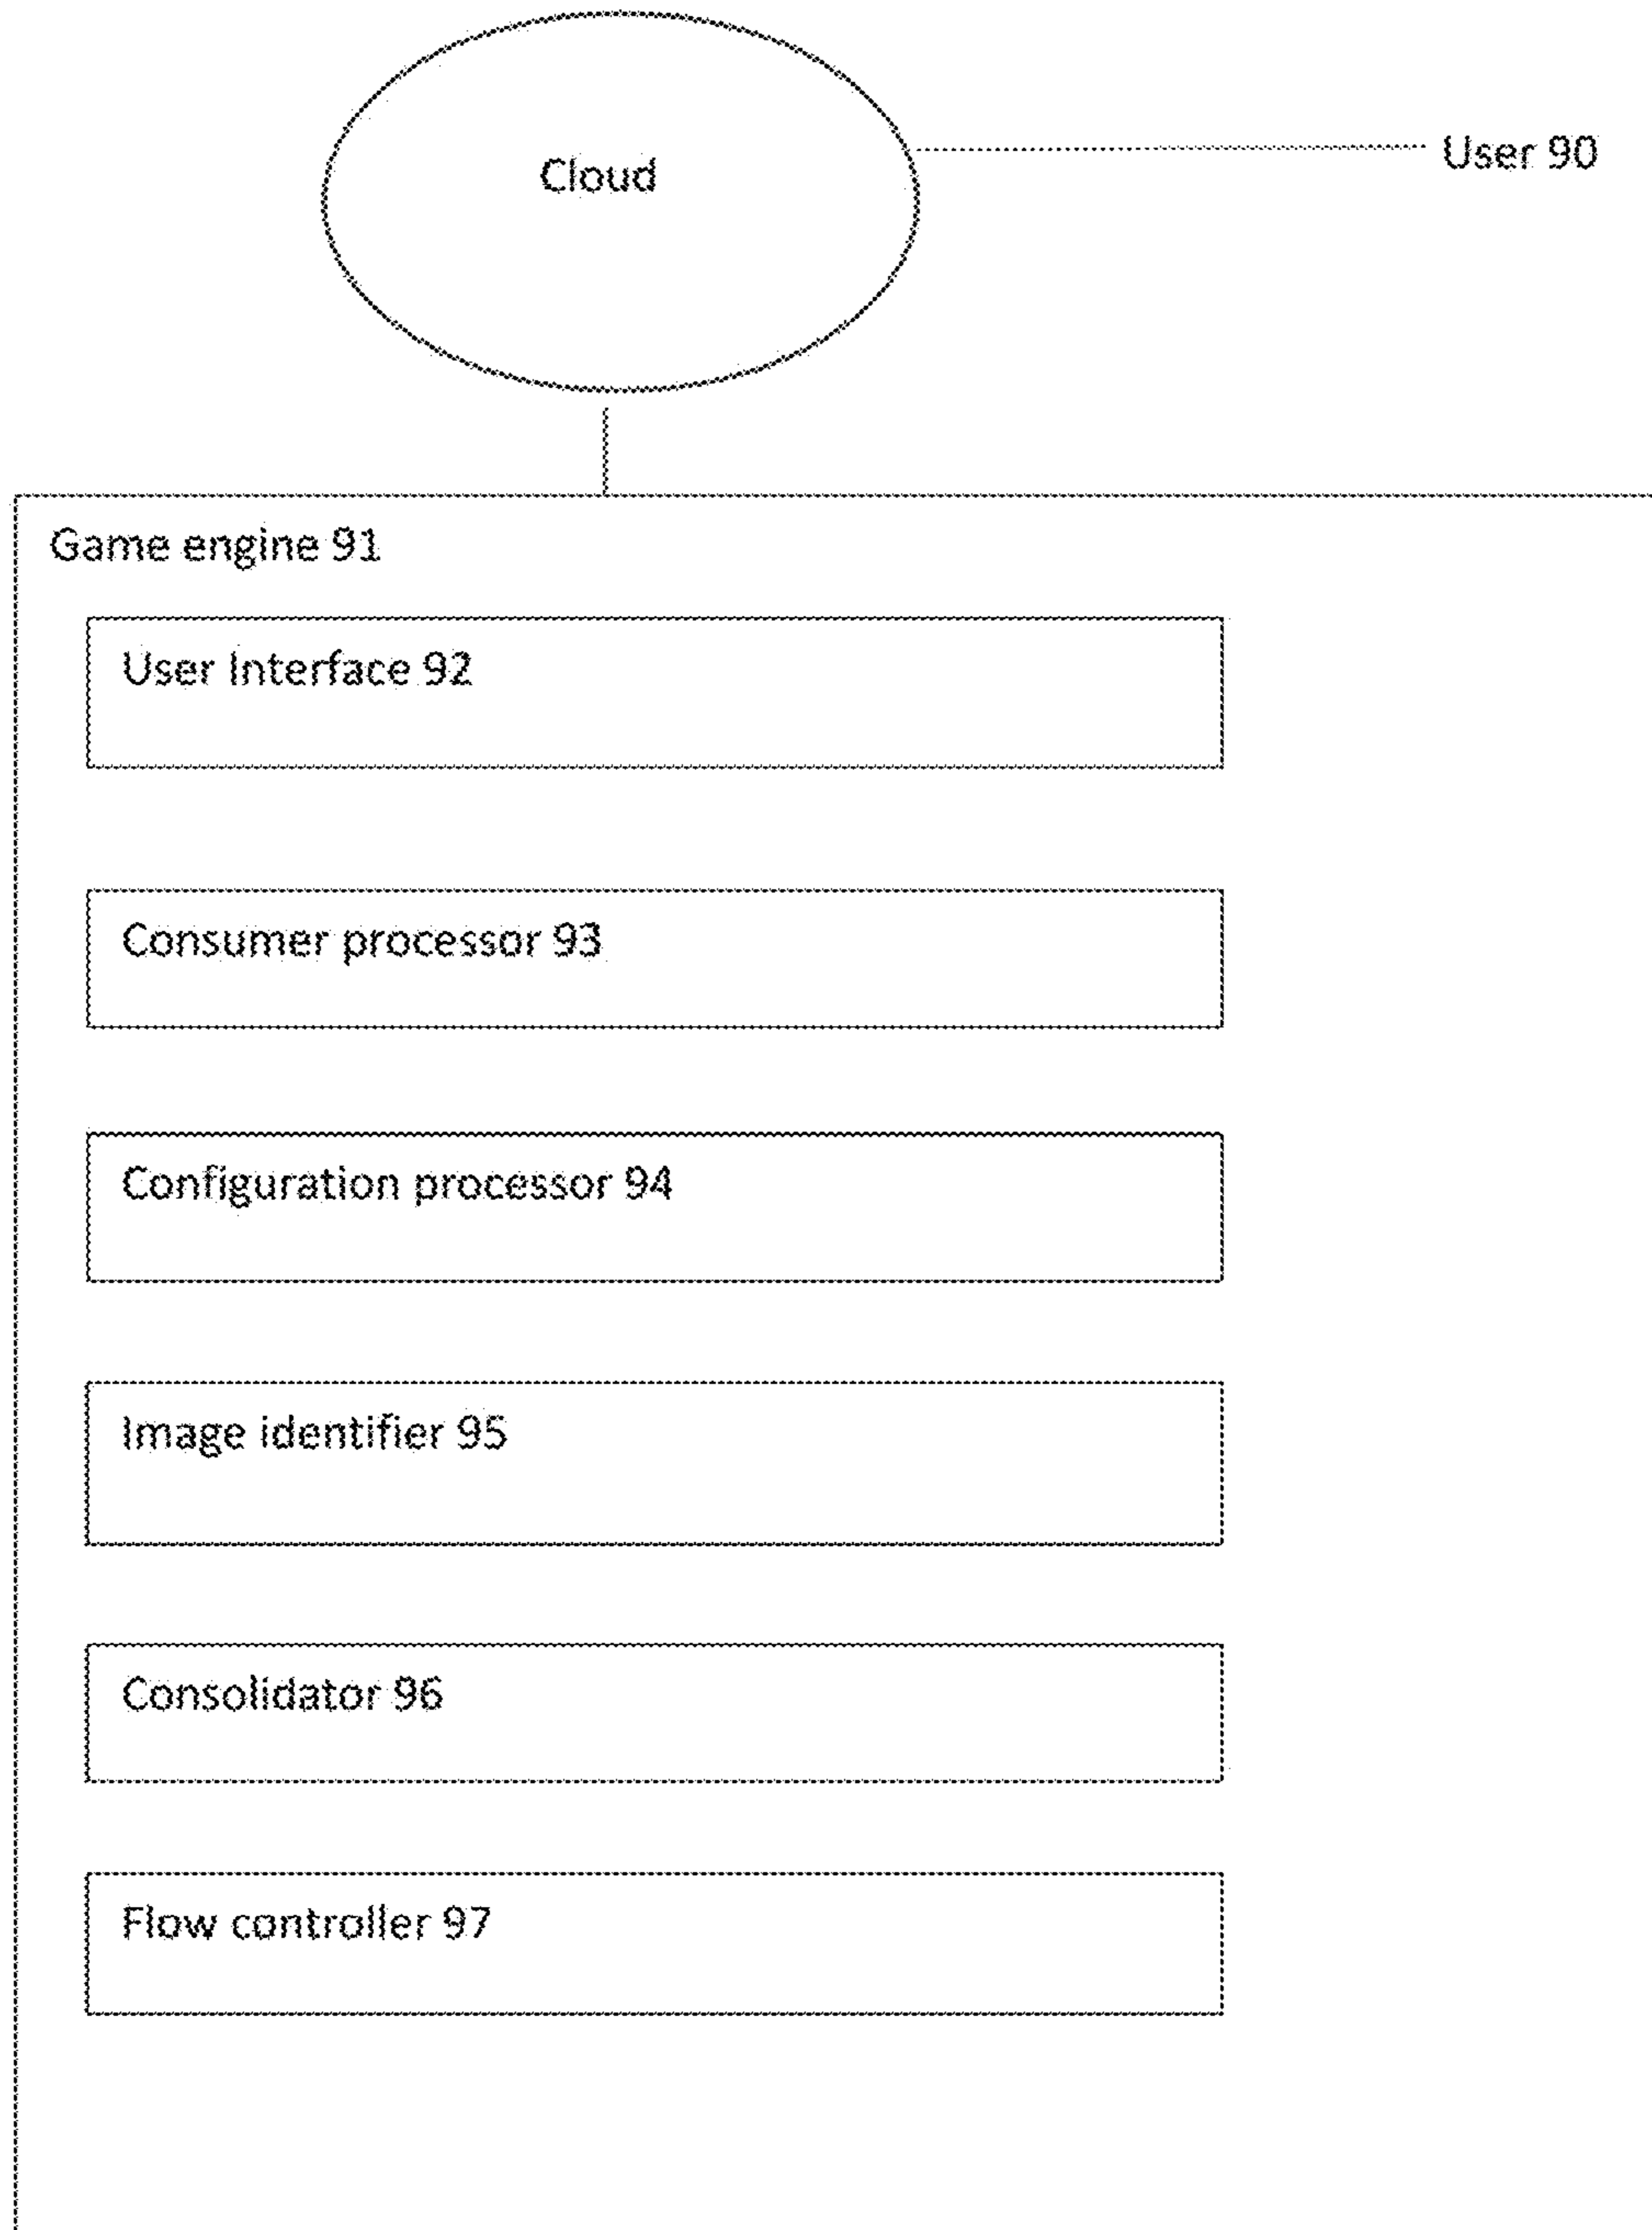 Cloud
User 90
Game engine 91
User Interface 92
Consumer processor 93
Configuration processor 94
Image identifier 95
Consolidator 96
Flow controller 97